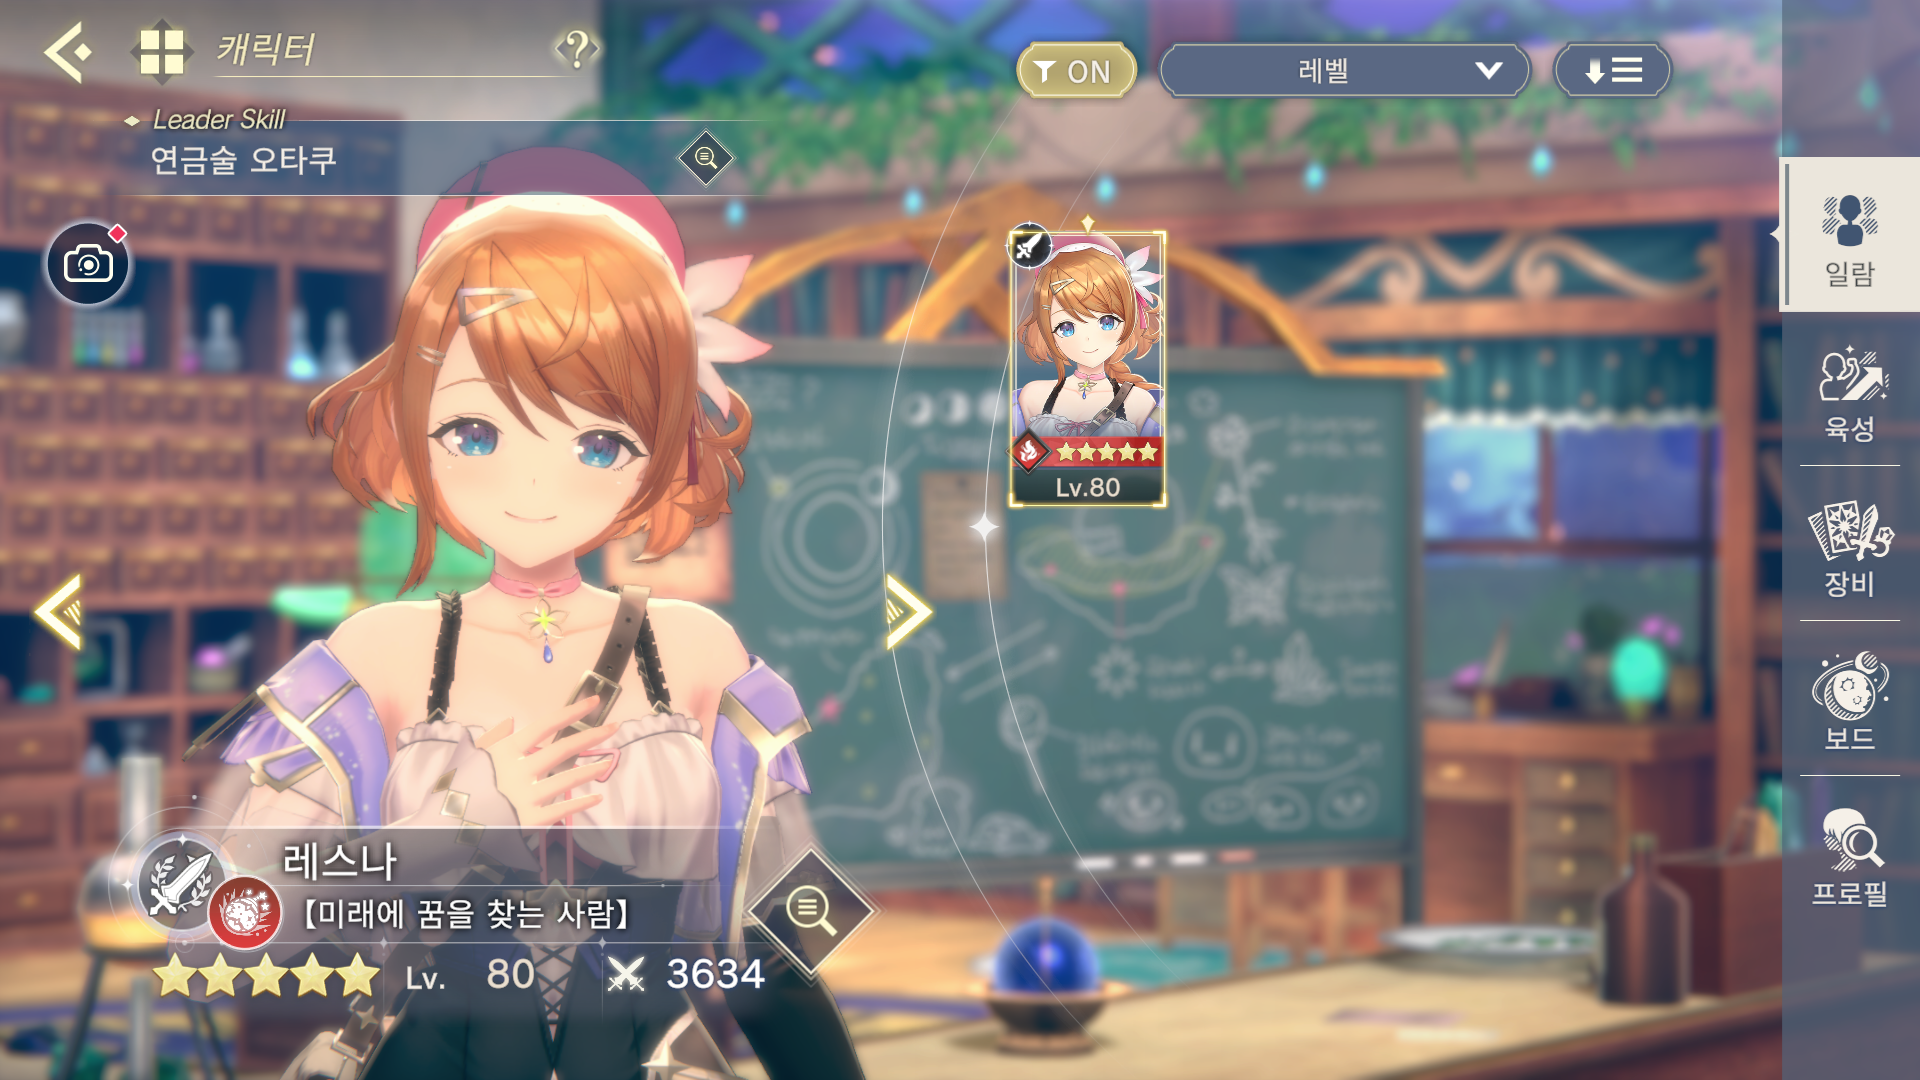 캐릭터
?
ON
레벨
Leader Skill
연금술 오타쿠
일람
육성
장비
보드
프로필
Lv.80
레스나
【미래에 꿈을 찾는 사람】
Lv. 80 3634